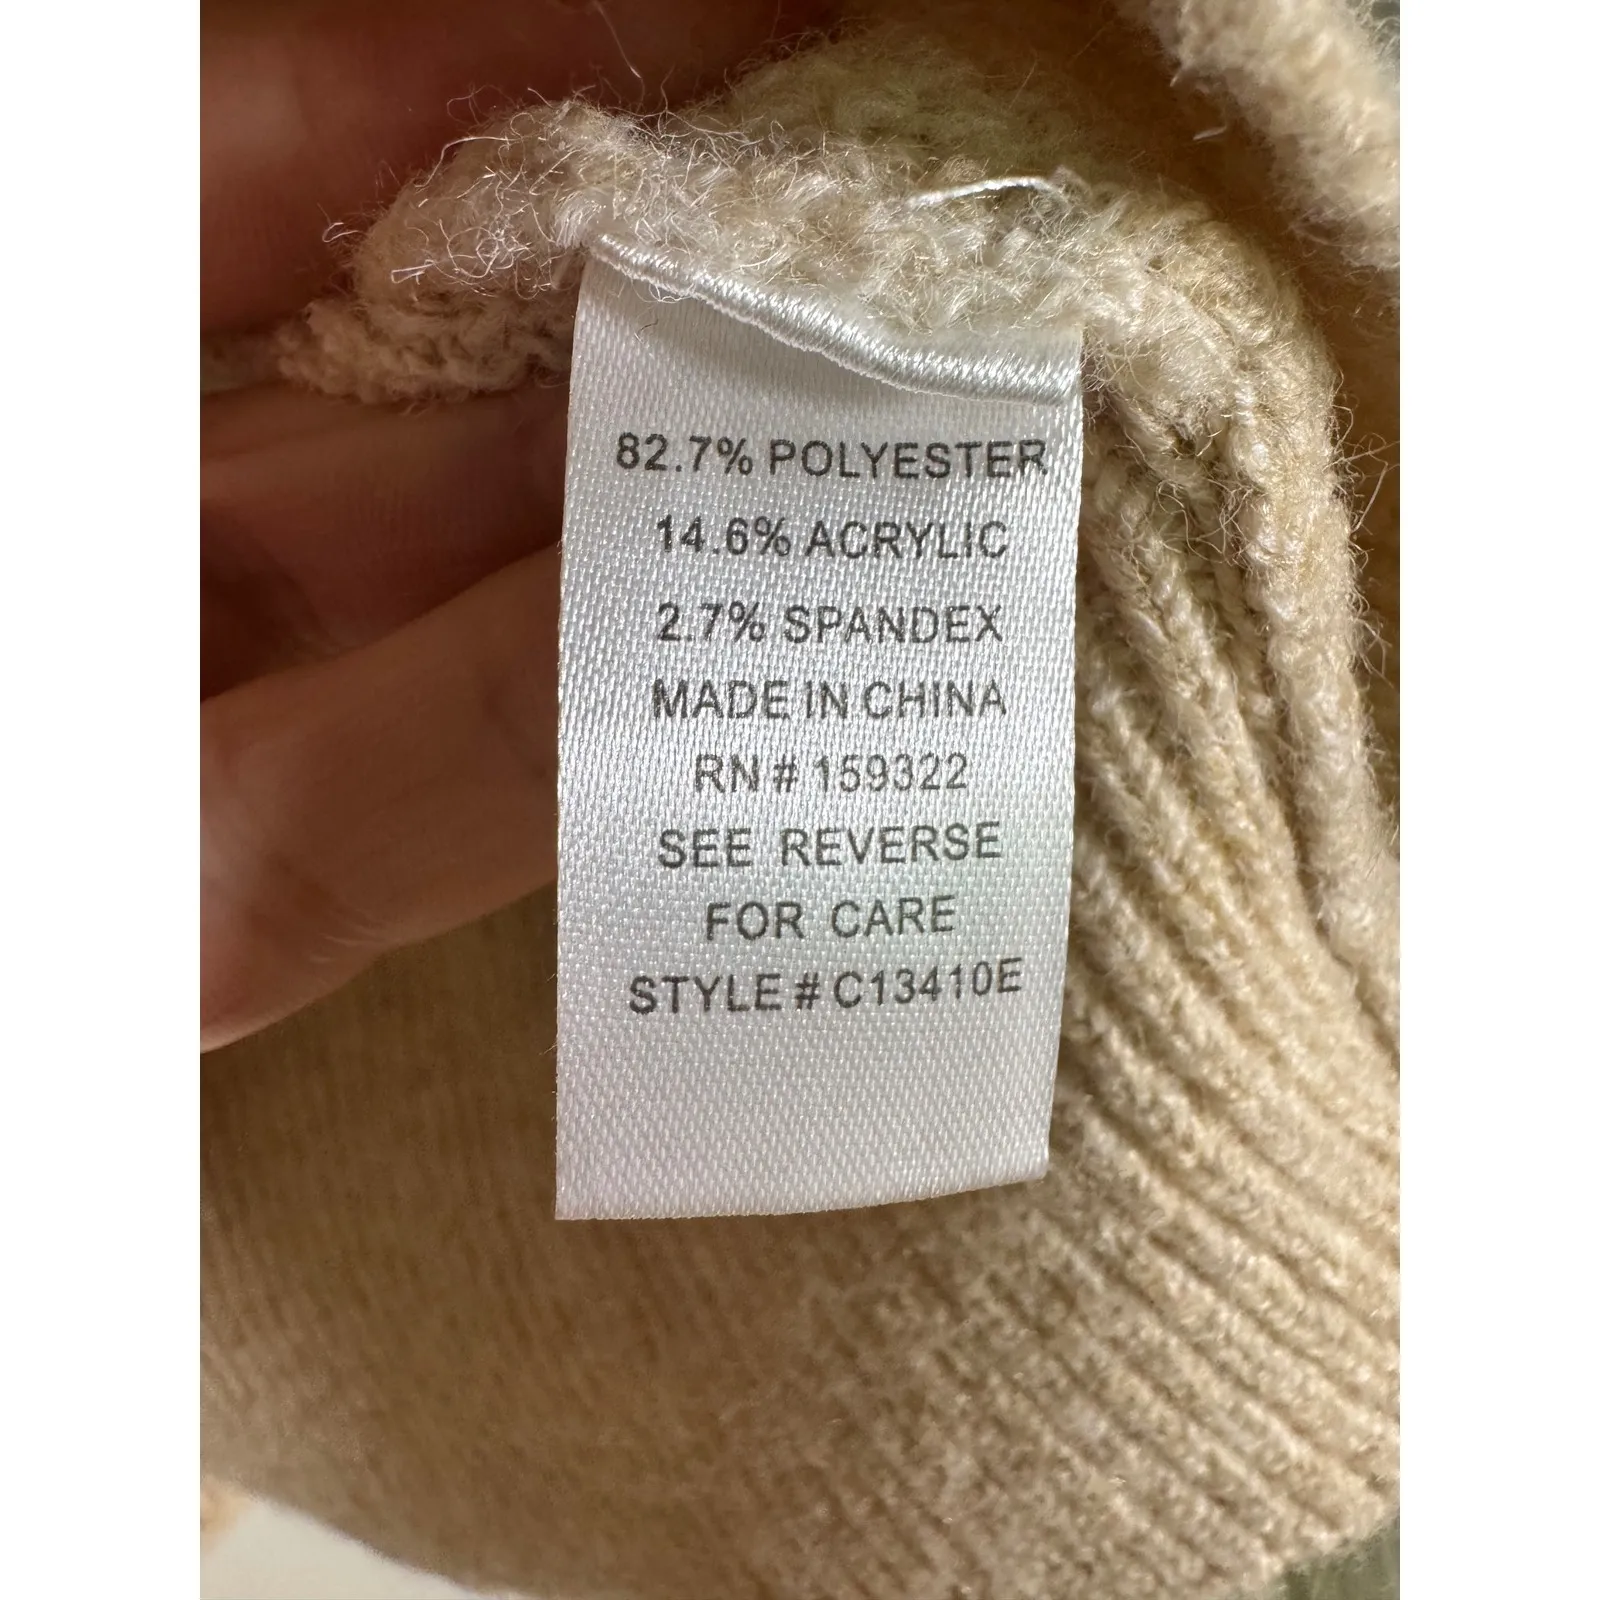 82.7% POLYESTER
14.6% ACRYLIC
2.7% SPANDEX
MADE IN CHINA
RN # 159322
SEE REVERSE
FOR CARE
STYLE # C13410E